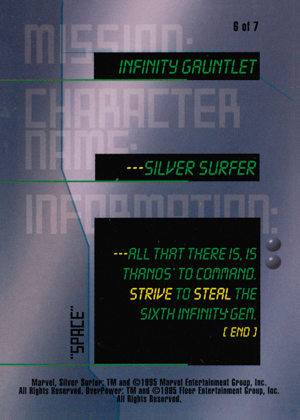 6 of 7
MISSION:
INFINITY GAUNTLET
CHARACTER
NAME:
---SILVER SURFER
INFORMATION:
---ALL THAT THERE IS, IS
THANOS' TO COMMAND.
STRIVE TO STEAL THE
SIXTH INFINITY GEM.
[ END ]
"SPACE"
Marvel, Silver Surfer: TM and ©1995 Marvel Entertainment Group, Inc.
All Rights Reserved. OverPower: TM and ©1995 Fleer Entertainment Group, Inc.
All Rights Reserved.